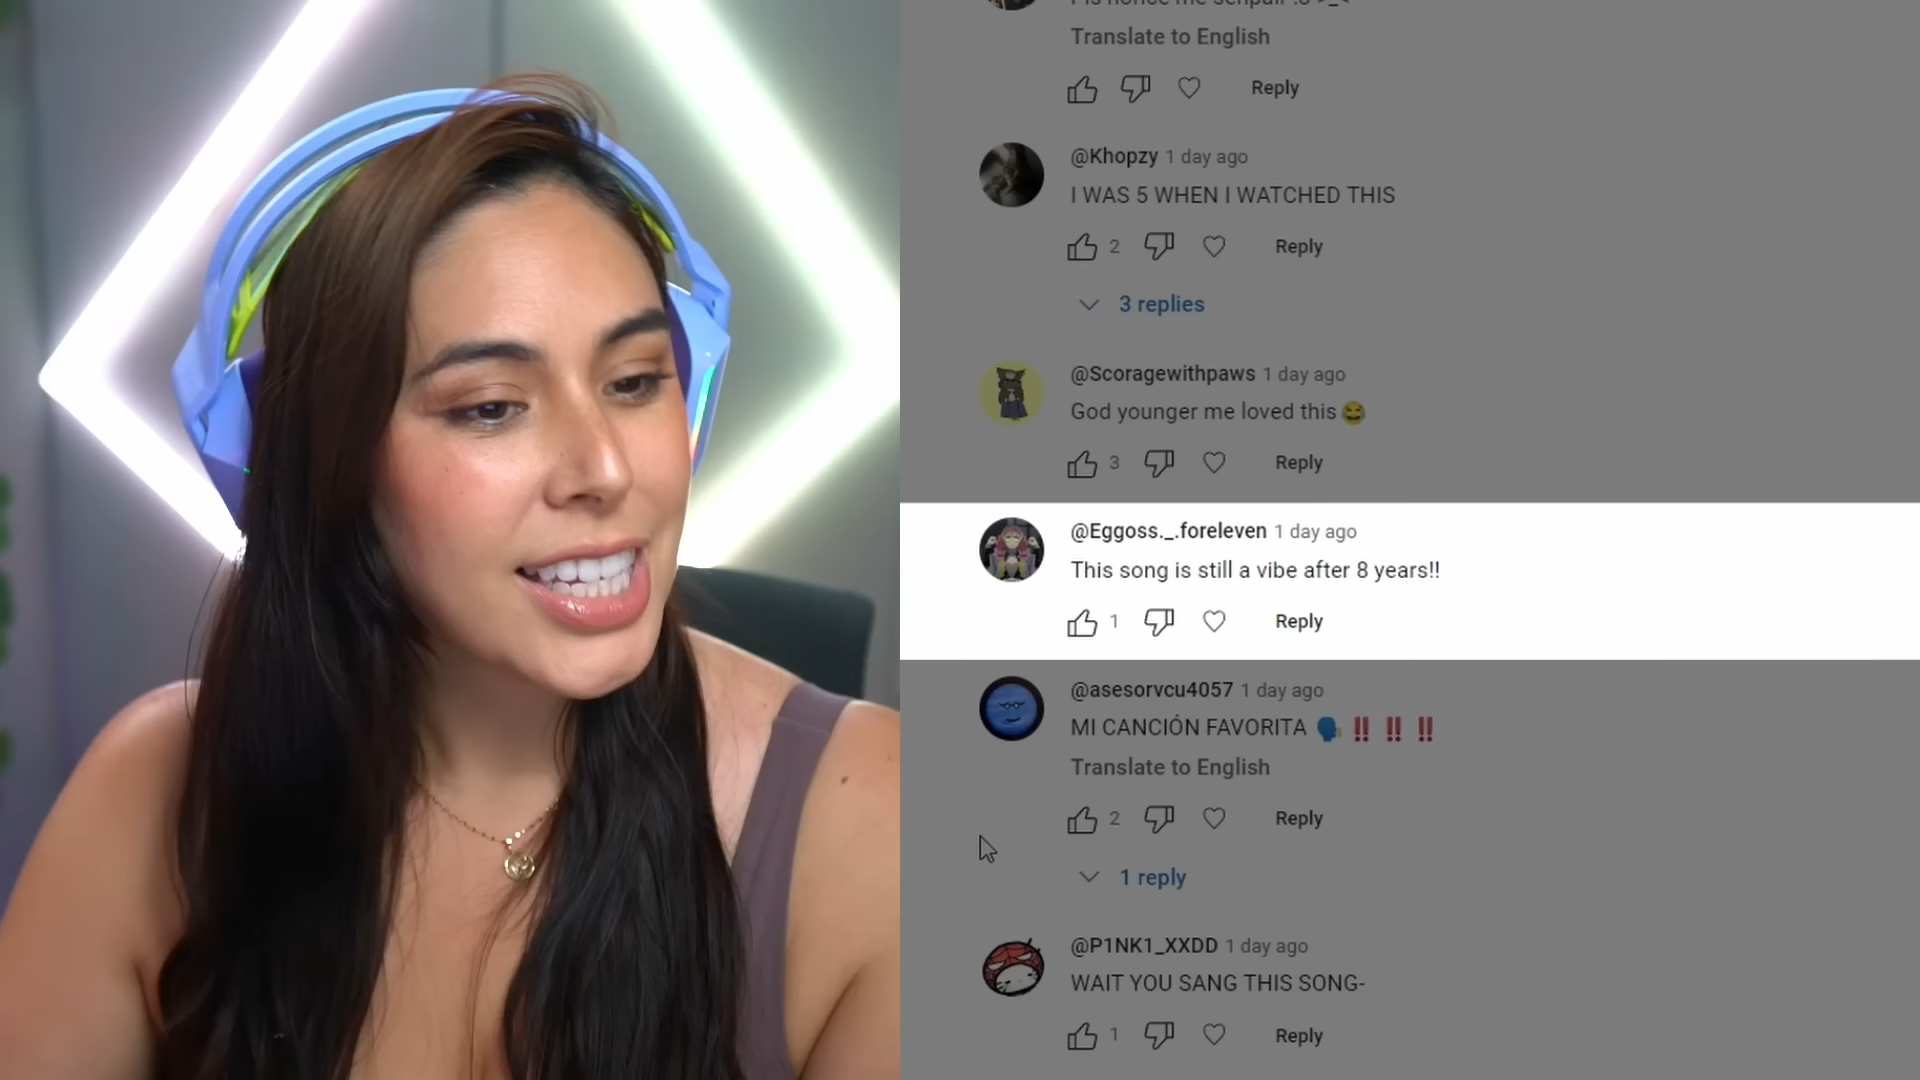 Translate to English
Reply
@Khopzy 1 day ago
I WAS 5 WHEN I WATCHED THIS
2 Reply
3 replies
@Scoragewithpaws 1 day ago
God younger me loved this 😂
3 Reply
@Eggoss._.foreleven 1 day ago
This song is still a vibe after 8 years!!
1 Reply
@asesorvcu4057 1 day ago
MI CANCIÓN FAVORITA 🗣️ ‼️ ‼️ ‼️
Translate to English
2 Reply
1 reply
@P1NK1_XXDD 1 day ago
WAIT YOU SANG THIS SONG-
1 Reply